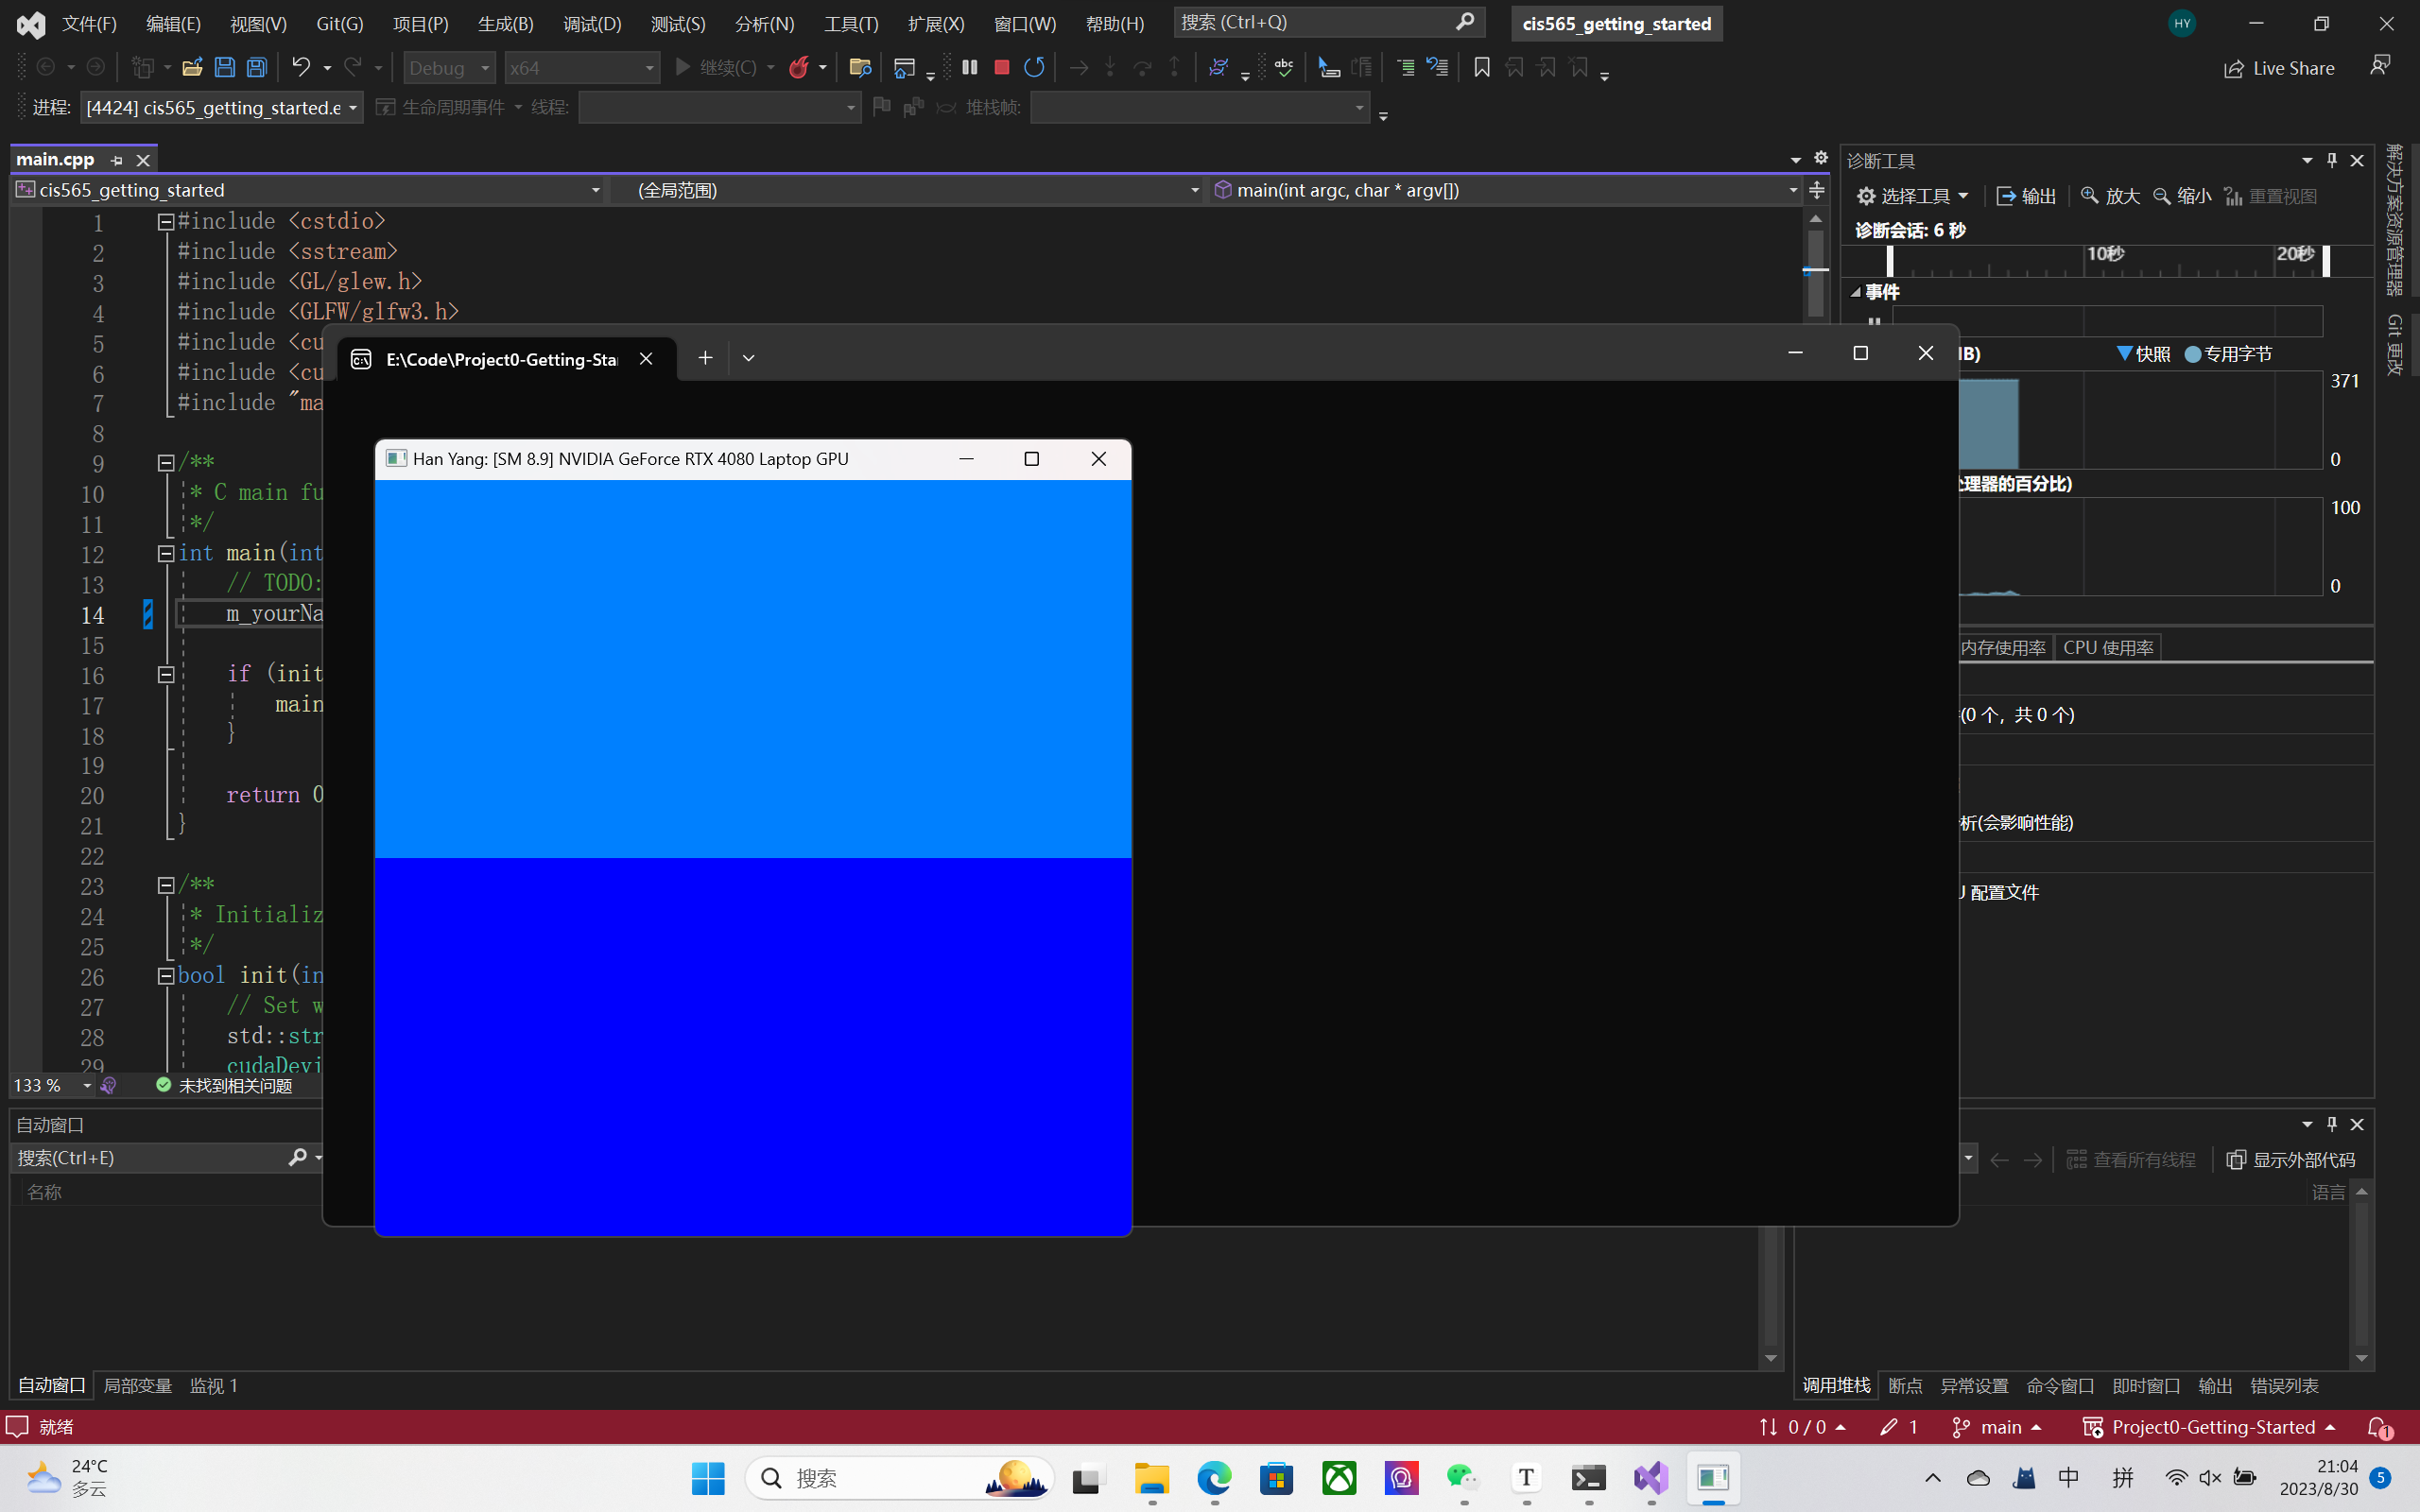 文件(F) 编辑(E) 视图(V) Git(G) 项目(P) 生成(B) 调试(D) 测试(S) 分析(N) 工具(T) 扩展(X) 窗口(W) 帮助(H) 搜索 (Ctrl+Q) cis565_getting_started HY
Debug x64 继续(C) Live Share
进程: [4424] cis565_getting_started.e 生命周期事件 线程: 堆栈帧:
main.cpp
cis565_getting_started (全局范围) main(int argc, char * argv[])
1 #include <cstdio>
2 #include <sstream>
3 #include <GL/glew.h>
4 #include <GLFW/glfw3.h>
5 #include <cu
6 #include <cu
7 #include "ma
8
9 /**
10 * C main fu
11 */
12 int main(int
13 // TODO:
14 m_yourNa
15
16 if (init
17 main
18 }
19
20 return 0
21 }
22
23 /**
24 * Initializ
25 */
26 bool init(in
27 // Set w
28 std::str
29 cudaDevi
133 % 未找到相关问题
E:\Code\Project0-Getting-Sta
Han Yang: [SM 8.9] NVIDIA GeForce RTX 4080 Laptop GPU
诊断工具
选择工具 输出 放大 缩小 重置视图
诊断会话: 6 秒
10秒 20秒
事件
快照 专用字节
371
0
处理器的百分比)
100
0
内存使用率 CPU 使用率
(0 个，共 0 个)
析(会影响性能)
配置文件
解决方案资源管理器
Git 更改
自动窗口
搜索(Ctrl+E)
名称
查看所有线程 显示外部代码
语言
自动窗口 局部变量 监视 1
调用堆栈 断点 异常设置 命令窗口 即时窗口 输出 错误列表
就绪 0 / 0 1 main Project0-Getting-Started 1
24°C
多云
搜索
中 拼
21:04
2023/8/30 5